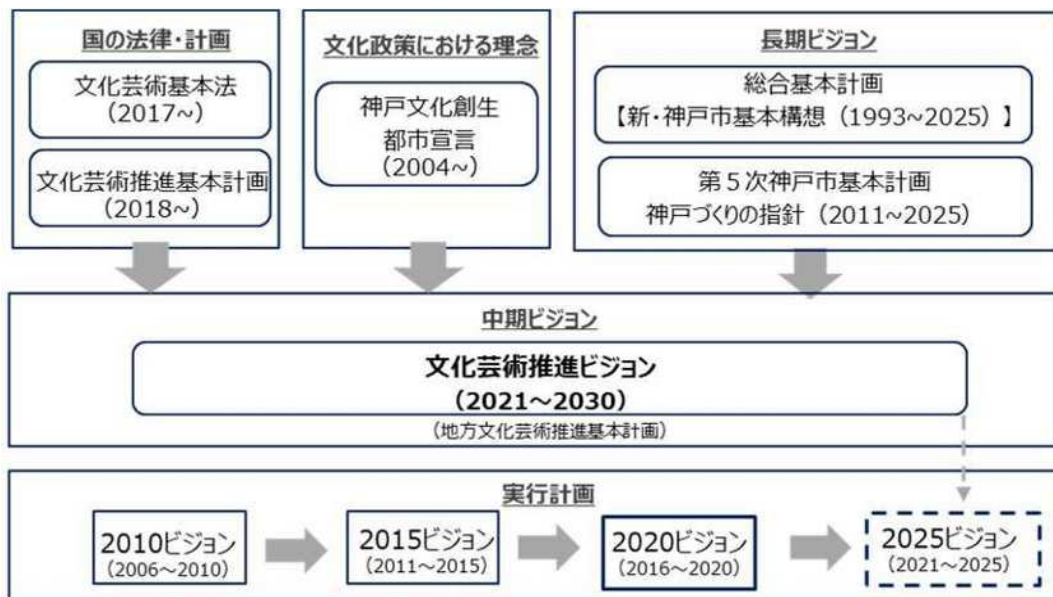 国の法律・計画
文化芸術基本法
（2017~）
文化芸術推進基本計画
（2018~）
文化政策における理念
神戸文化創生
都市宣言
（2004~）
長期ビジョン
総合基本計画
【新・神戸市基本構想（1993~2025）】
第５次神戸市基本計画
神戸づくりの指針（2011~2025）
中期ビジョン
文化芸術推進ビジョン
（2021～2030）
（地方文化芸術推進基本計画）
実行計画
2010ビジョン
（2006～2010）
2015ビジョン
（2011～2015）
2020ビジョン
（2016～2020）
2025ビジョン
（2021～2025）